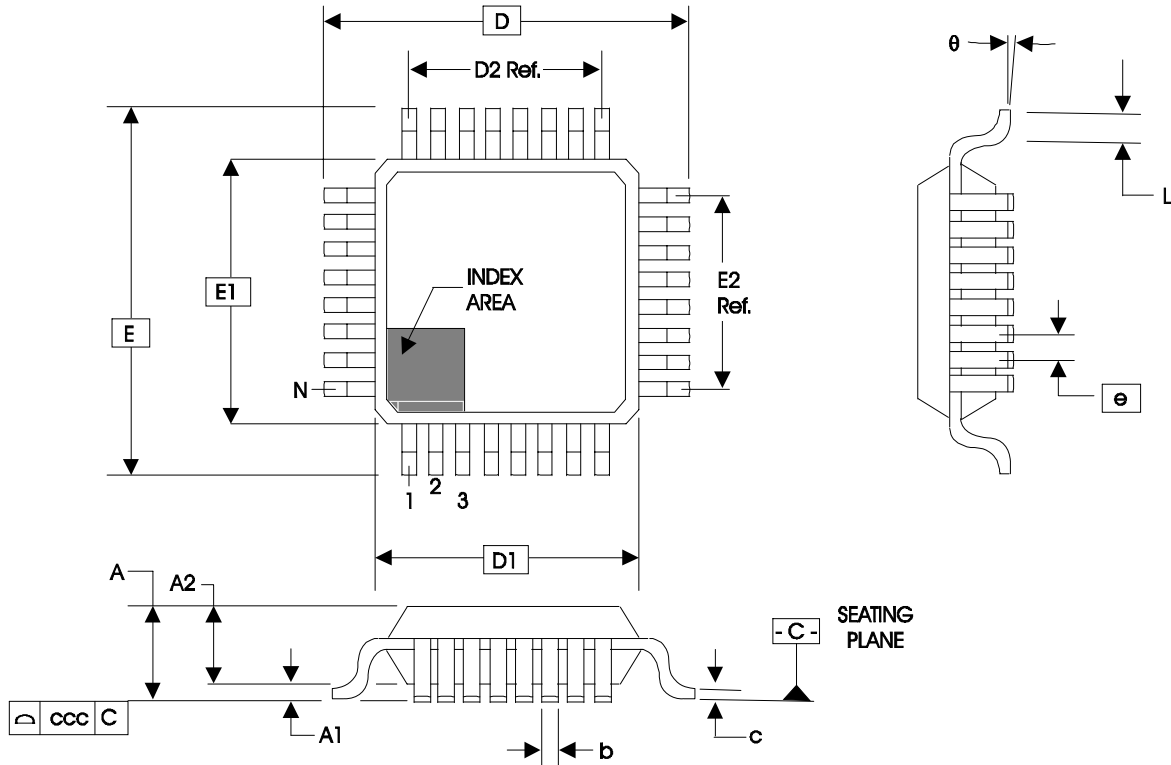 D
D2 Ref.
θ
L
INDEX
AREA
E1
E
E2
Ref.
N
e
1
2
3
D1
A
A2
- C -
SEATING
PLANE
ccc C
A1
b
c